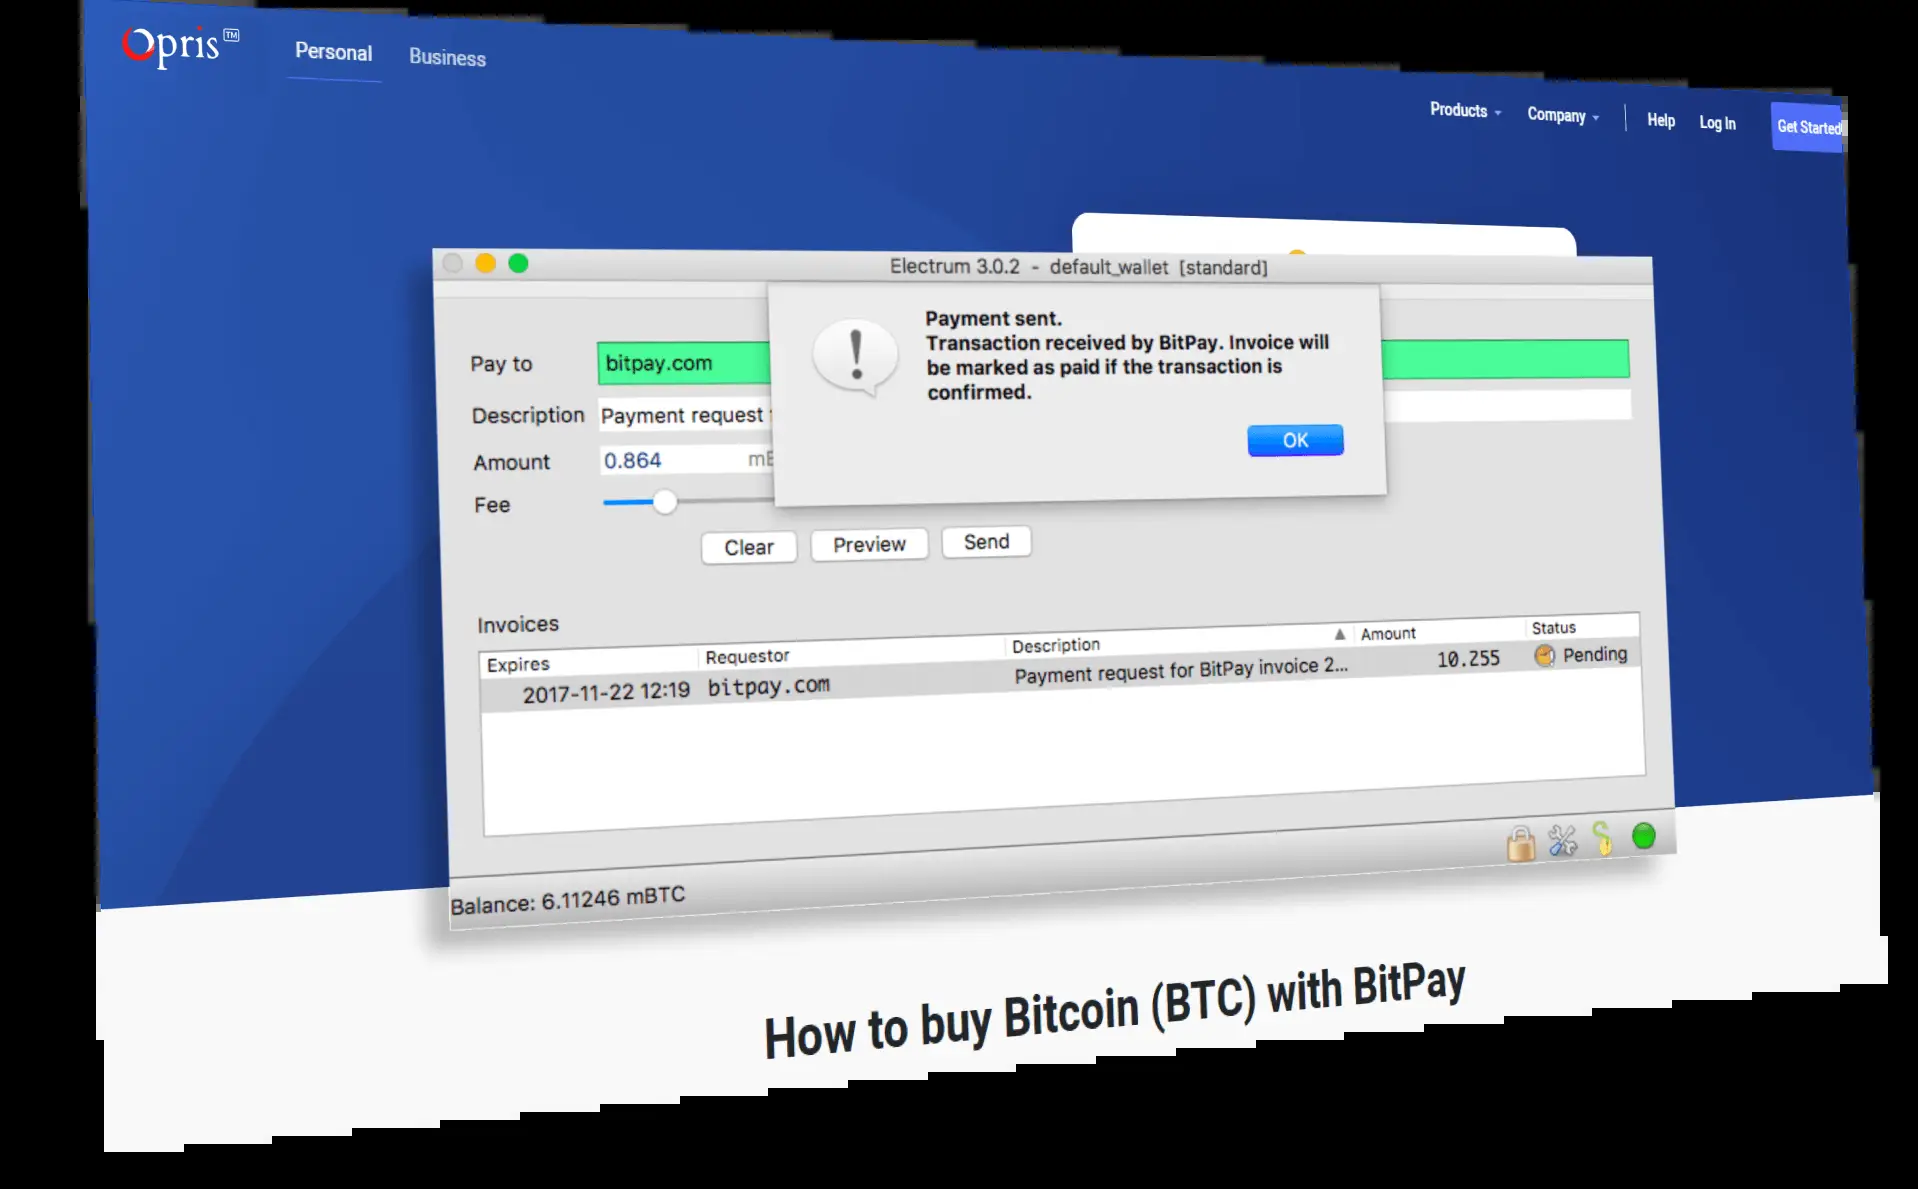 Opris™
Personal
Business
Products
Company
Help
Log In
Get Started
Electrum 3.0.2 - default_wallet [standard]
Payment sent.
Transaction received by BitPay. Invoice will
be marked as paid if the transaction is
confirmed.
OK
Pay to
bitpay.com
Description
Payment request
Amount
0.864
Fee
Clear
Preview
Send
Invoices
Expires
Requestor
Description
Amount
Status
2017-11-22 12:19
bitpay.com
Payment request for BitPay invoice 2...
10.255
Pending
Balance: 6.11246 mBTC
How to buy Bitcoin (BTC) with BitPay